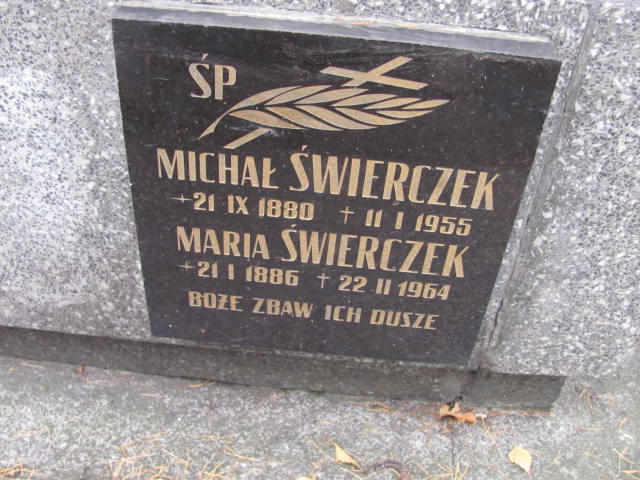 ŚP
MICHAŁ ŚWIERCZEK
+21 IX 1880 + 11 I 1955
MARIA ŚWIERCZEK
+21 I 1886 + 22 II 1964
BOŻE ZBAW ICH DUSZE